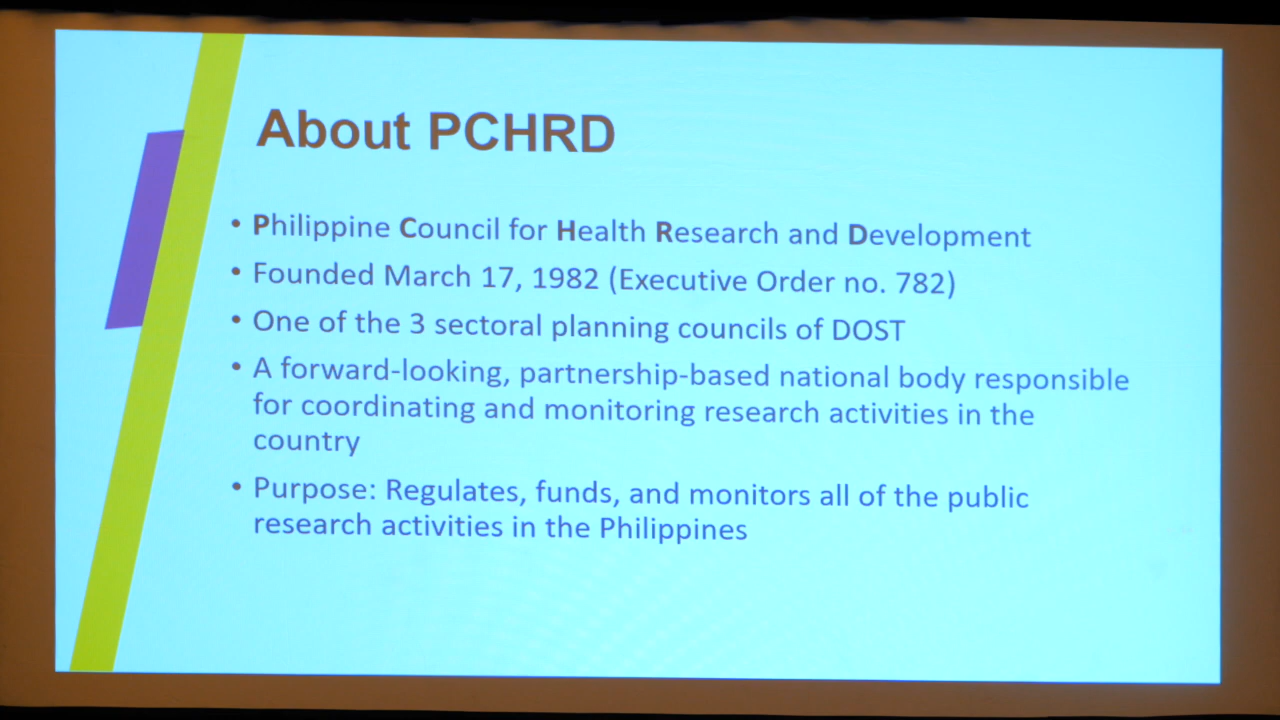 About PCHRD
• Philippine Council for Health Research and Development
• Founded March 17, 1982 (Executive Order no. 782)
• One of the 3 sectoral planning councils of DOST
• A forward-looking, partnership-based national body responsible
for coordinating and monitoring research activities in the
country
• Purpose: Regulates, funds, and monitors all of the public
research activities in the Philippines